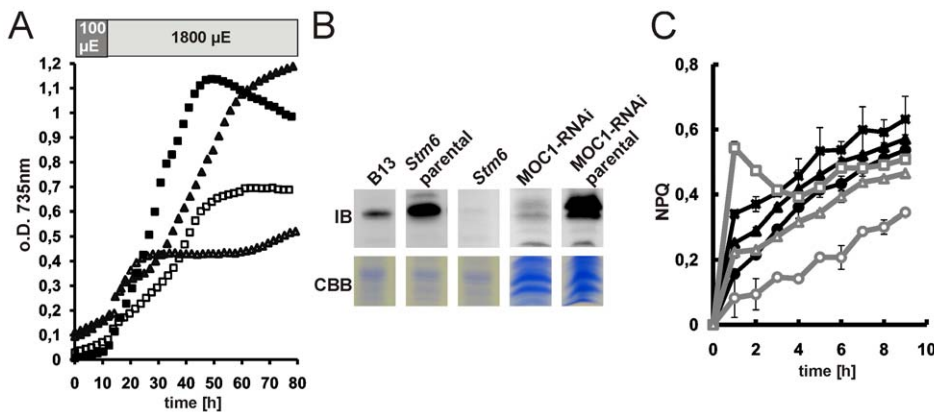 A
100 µE
1800 µE
o.D. 735nm
1,2
1,1
1
0,9
0,8
0,7
0,6
0,5
0,4
0,3
0,2
0,1
0
0 10 20 30 40 50 60 70 80
time [h]
B
B13
Stm6 parental
Stm6
MOC1-RNAi
MOC1-RNAi parental
IB
CBB
C
NPQ
0,8
0,6
0,4
0,2
0
0 2 4 6 8 10
time [h]